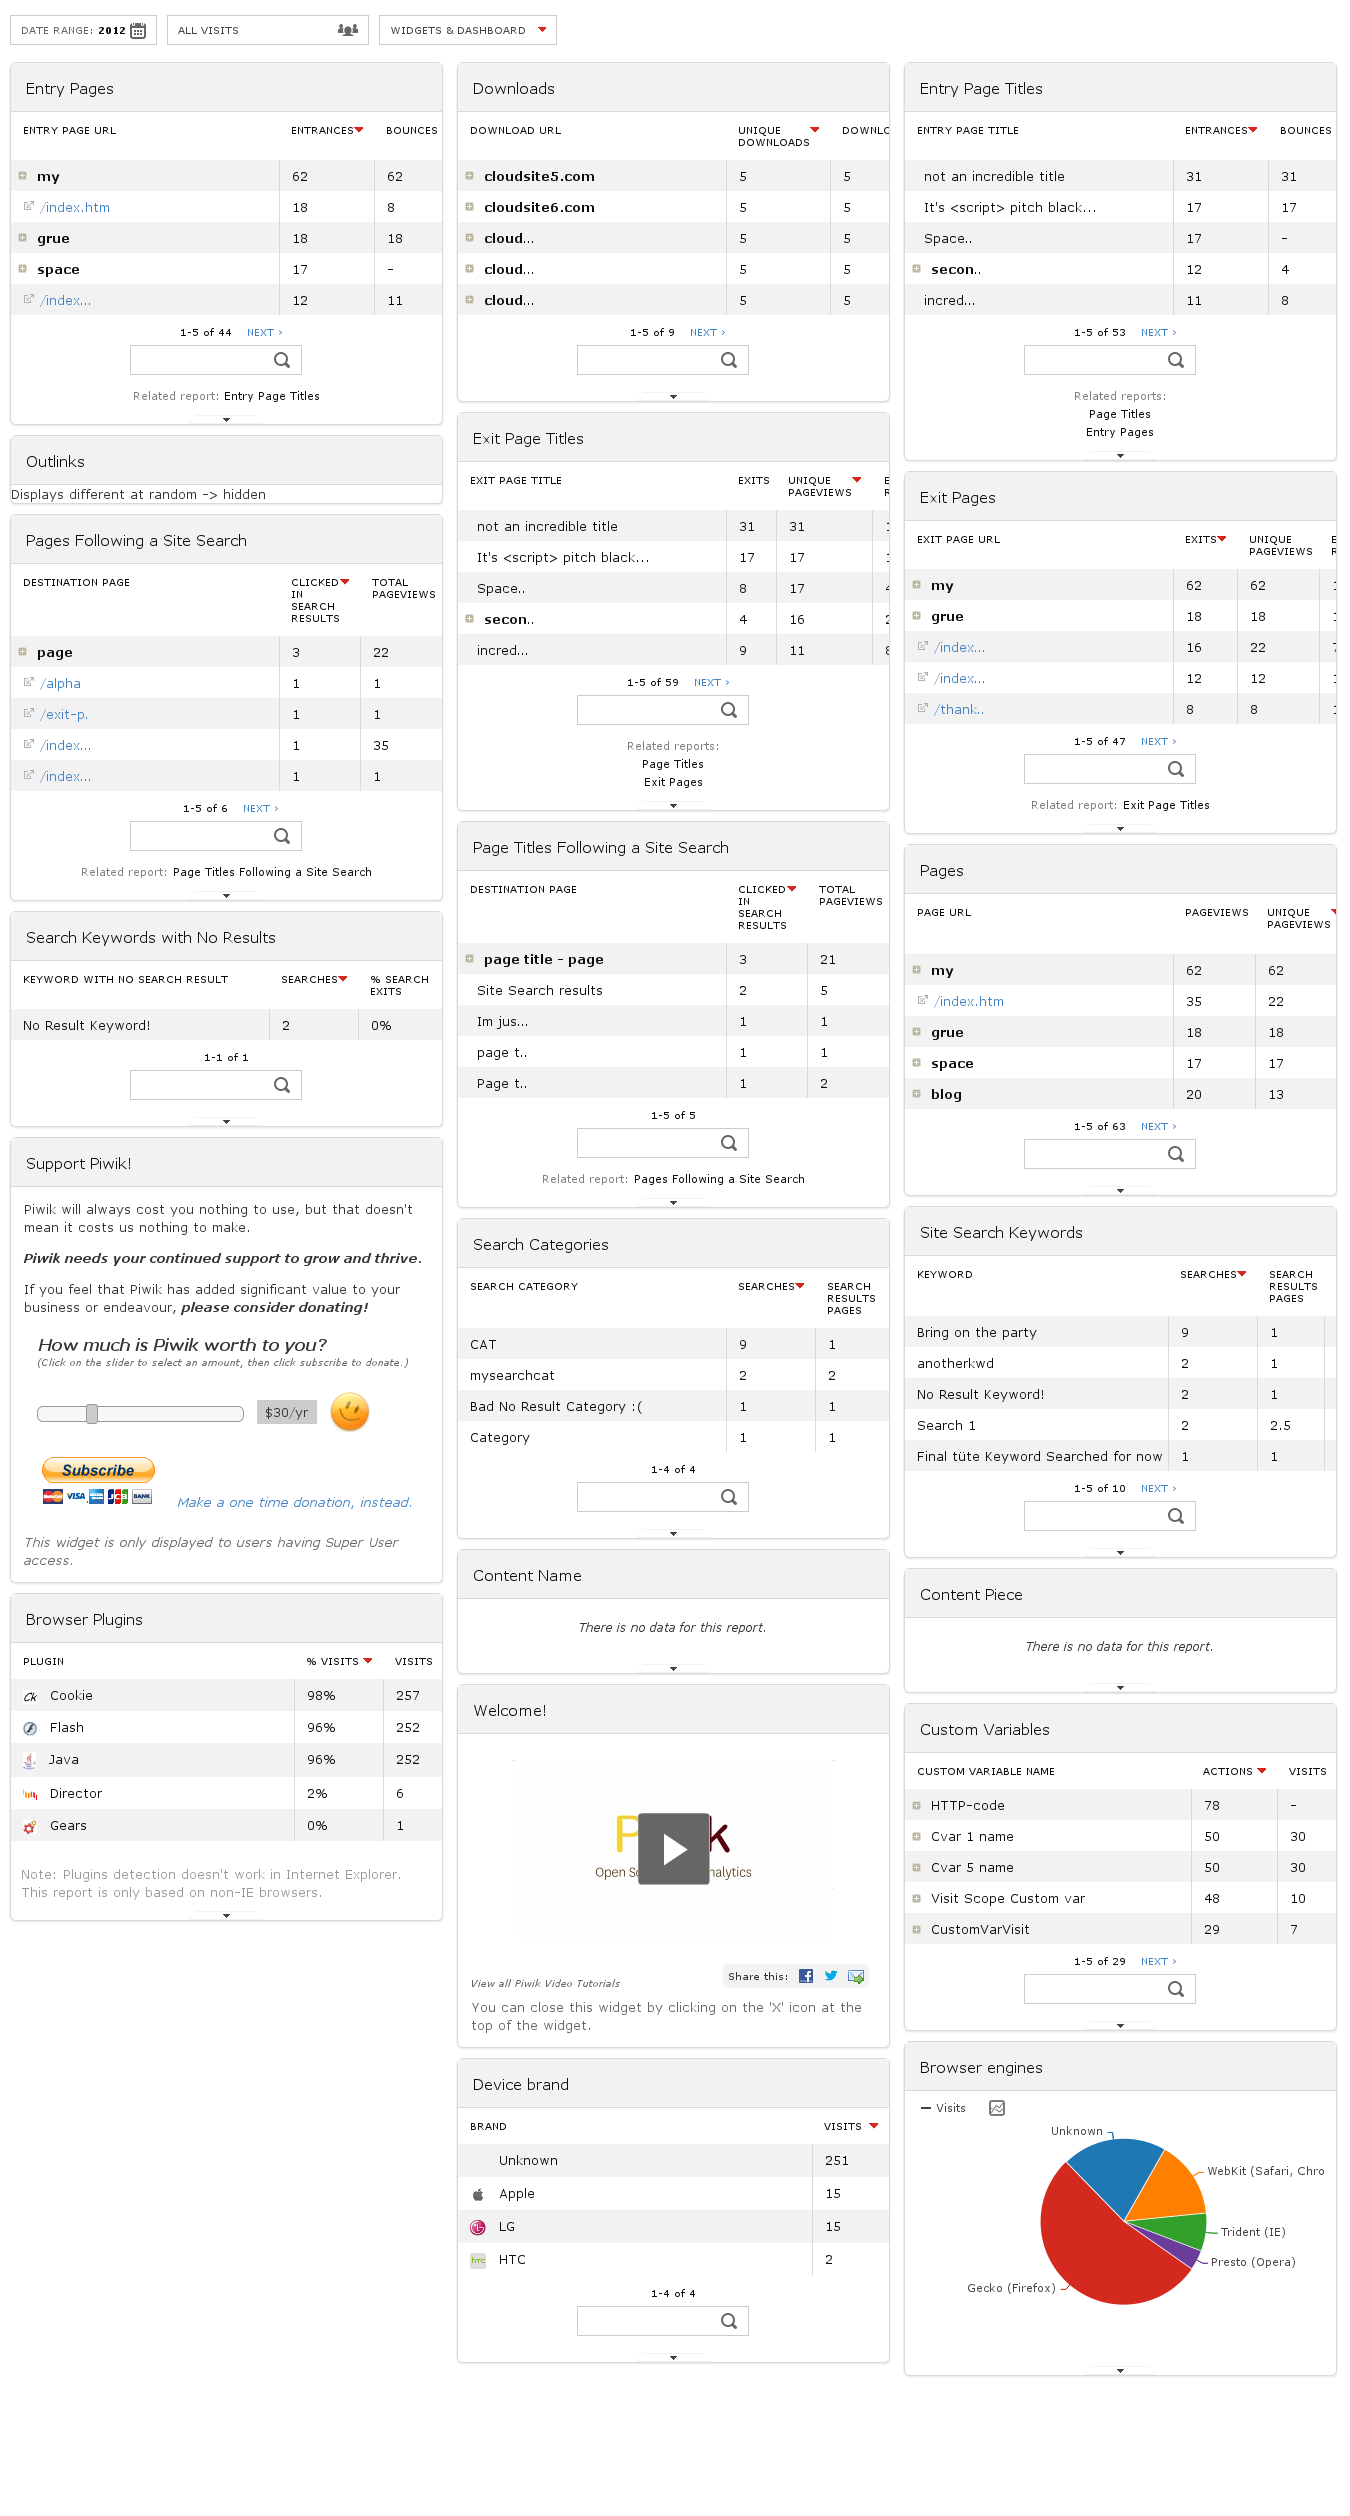 DATE RANGE: 2012
ALL VISITS
WIDGETS & DASHBOARD
Entry Pages
ENTRY PAGE URL ENTRANCES BOUNCES
my 62 62
/index.htm 18 8
grue 18 18
space 17 -
/index... 12 11
1-5 of 44 NEXT ›
Related report: Entry Page Titles
Outlinks
Displays different at random -> hidden
Pages Following a Site Search
DESTINATION PAGE CLICKED IN SEARCH RESULTS TOTAL PAGEVIEWS
page 3 22
/alpha 1 1
/exit-p. 1 1
/index... 1 35
/index... 1 1
1-5 of 6 NEXT ›
Related report: Page Titles Following a Site Search
Search Keywords with No Results
KEYWORD WITH NO SEARCH RESULT SEARCHES % SEARCH EXITS
No Result Keyword! 2 0%
1-1 of 1
Support Piwik!
Piwik will always cost you nothing to use, but that doesn't
mean it costs us nothing to make.
Piwik needs your continued support to grow and thrive.
If you feel that Piwik has added significant value to your
business or endeavour, please consider donating!
How much is Piwik worth to you?
(Click on the slider to select an amount, then click subscribe to donate.)
$30/yr
Subscribe
VISA JCB BANK
Make a one time donation, instead.
This widget is only displayed to users having Super User
access.
Browser Plugins
PLUGIN % VISITS VISITS
Ck Cookie 98% 257
Flash 96% 252
Java 96% 252
Director 2% 6
Gears 0% 1
Note: Plugins detection doesn't work in Internet Explorer.
This report is only based on non-IE browsers.
Downloads
DOWNLOAD URL UNIQUE DOWNLOADS DOWNLO
cloudsite5.com 5 5
cloudsite6.com 5 5
cloud... 5 5
cloud... 5 5
cloud... 5 5
1-5 of 9 NEXT ›
Exit Page Titles
EXIT PAGE TITLE EXITS UNIQUE PAGEVIEWS
not an incredible title 31 31
It's <script> pitch black... 17 17
Space.. 8 17
secon.. 4 16
incred... 9 11
1-5 of 59 NEXT ›
Related reports:
Page Titles
Exit Pages
Page Titles Following a Site Search
DESTINATION PAGE CLICKED IN SEARCH RESULTS TOTAL PAGEVIEWS
page title - page 3 21
Site Search results 2 5
Im jus... 1 1
page t.. 1 1
Page t.. 1 2
1-5 of 5
Related report: Pages Following a Site Search
Search Categories
SEARCH CATEGORY SEARCHES SEARCH RESULTS PAGES
CAT 9 1
mysearchcat 2 2
Bad No Result Category :( 1 1
Category 1 1
1-4 of 4
Content Name
There is no data for this report.
Welcome!
P k
Open So nalytics
View all Piwik Video Tutorials
Share this:
You can close this widget by clicking on the 'X' icon at the
top of the widget.
Device brand
BRAND VISITS
Unknown 251
Apple 15
LG 15
hTC HTC 2
1-4 of 4
Entry Page Titles
ENTRY PAGE TITLE ENTRANCES BOUNCES
not an incredible title 31 31
It's <script> pitch black... 17 17
Space.. 17 -
secon.. 12 4
incred... 11 8
1-5 of 53 NEXT ›
Related reports:
Page Titles
Entry Pages
Exit Pages
EXIT PAGE URL EXITS UNIQUE PAGEVIEWS
my 62 62
grue 18 18
/index... 16 22
/index... 12 12
/thank.. 8 8
1-5 of 47 NEXT ›
Related report: Exit Page Titles
Pages
PAGE URL PAGEVIEWS UNIQUE PAGEVIEWS
my 62 62
/index.htm 35 22
grue 18 18
space 17 17
blog 20 13
1-5 of 63 NEXT ›
Site Search Keywords
KEYWORD SEARCHES SEARCH RESULTS PAGES
Bring on the party 9 1
anotherkwd 2 1
No Result Keyword! 2 1
Search 1 2 2.5
Final tüte Keyword Searched for now 1 1
1-5 of 10 NEXT ›
Content Piece
There is no data for this report.
Custom Variables
CUSTOM VARIABLE NAME ACTIONS VISITS
HTTP-code 78 -
Cvar 1 name 50 30
Cvar 5 name 50 30
Visit Scope Custom var 48 10
CustomVarVisit 29 7
1-5 of 29 NEXT ›
Browser engines
Visits
Unknown
WebKit (Safari, Chro
Trident (IE)
Presto (Opera)
Gecko (Firefox)